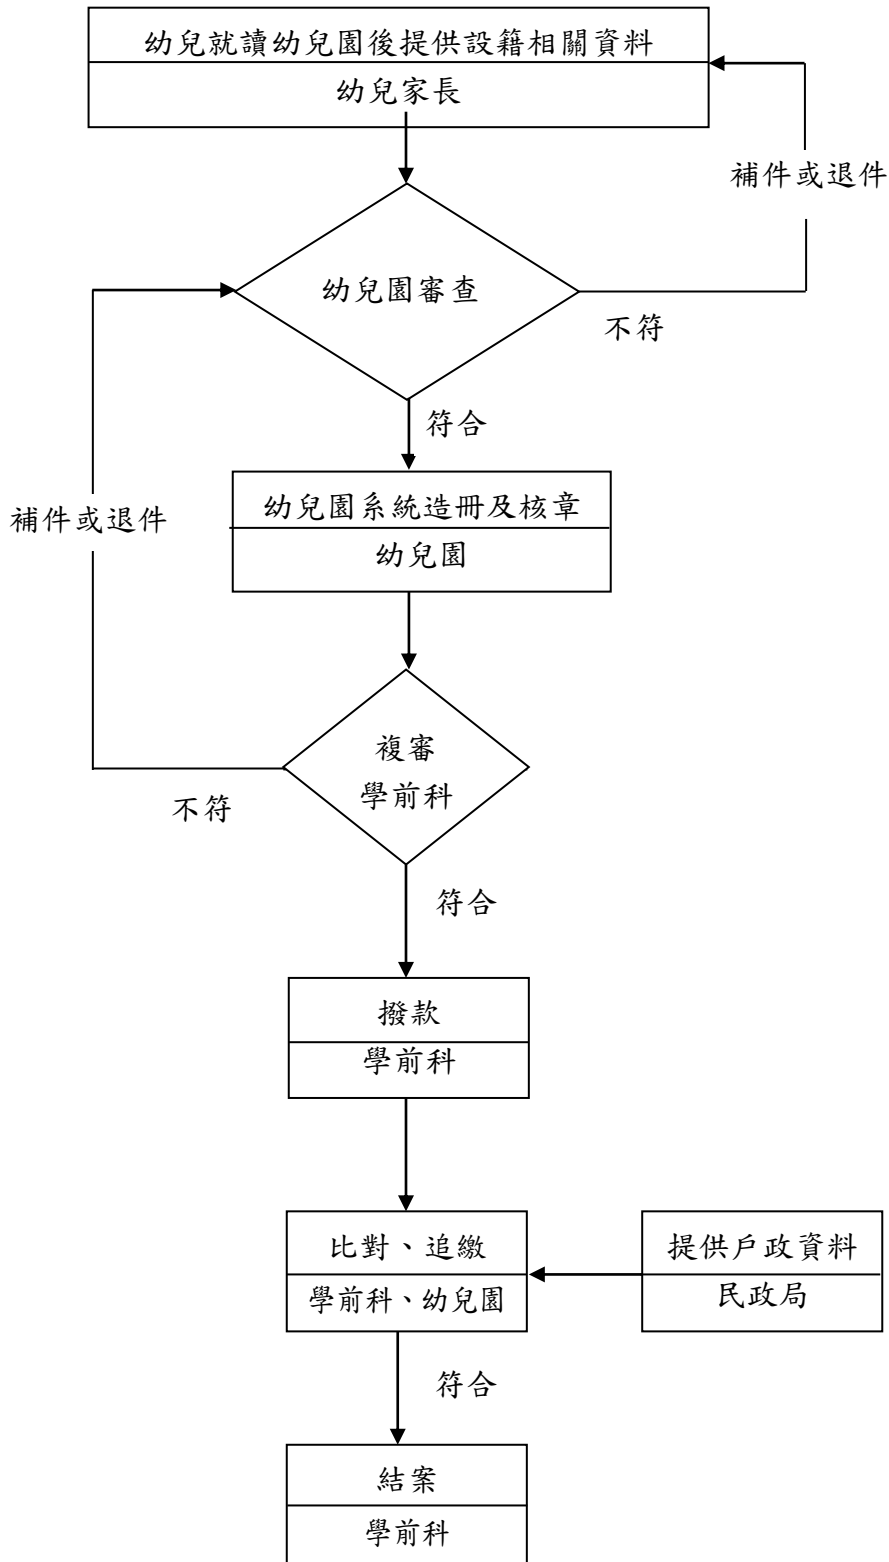 幼兒就讀幼兒園後提供設籍相關資料
幼兒家長
補件或退件
幼兒園審查
不符
符合
幼兒園系統造冊及核章
幼兒園
補件或退件
複審
學前科
不符
符合
撥款
學前科
比對、追繳
學前科、幼兒園
提供戶政資料
民政局
符合
結案
學前科